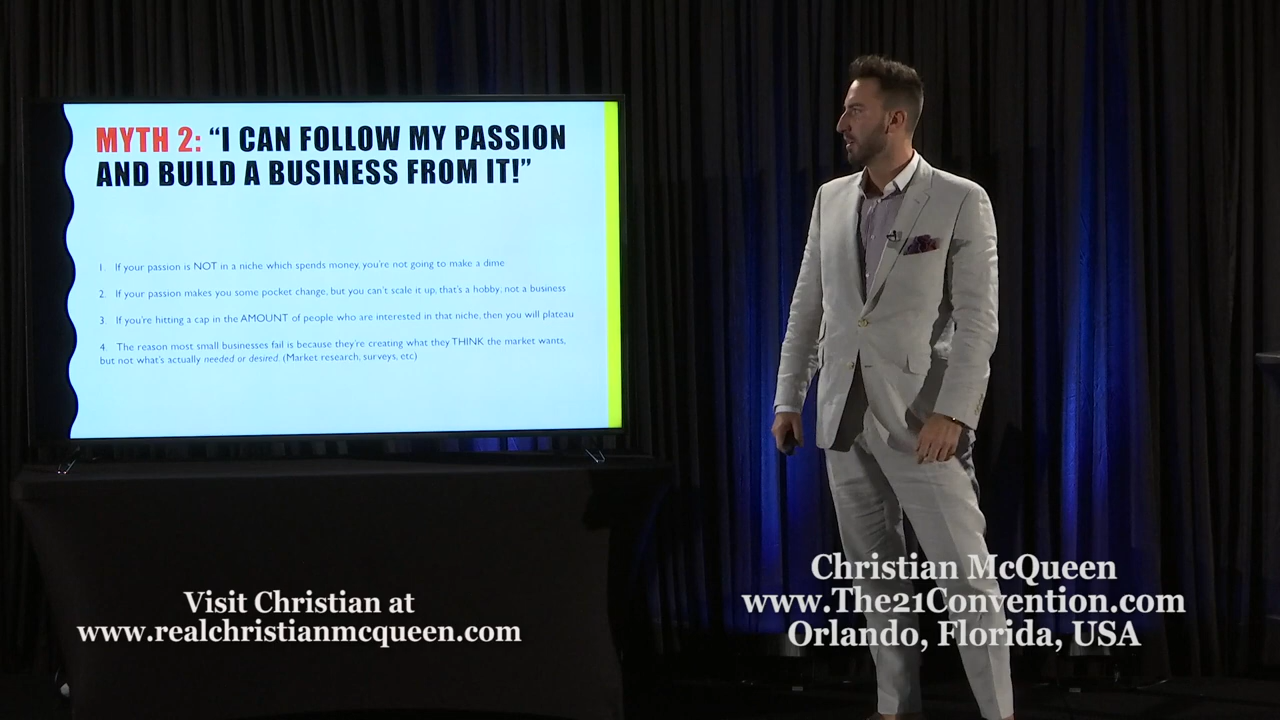 MYTH 2: “I CAN FOLLOW MY PASSION
AND BUILD A BUSINESS FROM IT!”
1. If your passion is NOT in a niche which spends money, you're not going to make a dime
2. If your passion makes you some pocket change, but you can't scale it up, that's a hobby, not a business
3. If you're hitting a cap in the AMOUNT of people who are interested in that niche, then you will plateau
4. The reason most small businesses fail is because they're creating what they THINK the market wants,
but not what's actually needed or desired. (Market research, surveys, etc)
Christian McQueen
www.The21Convention.com
Orlando, Florida, USA
Visit Christian at
www.realchristianmcqueen.com